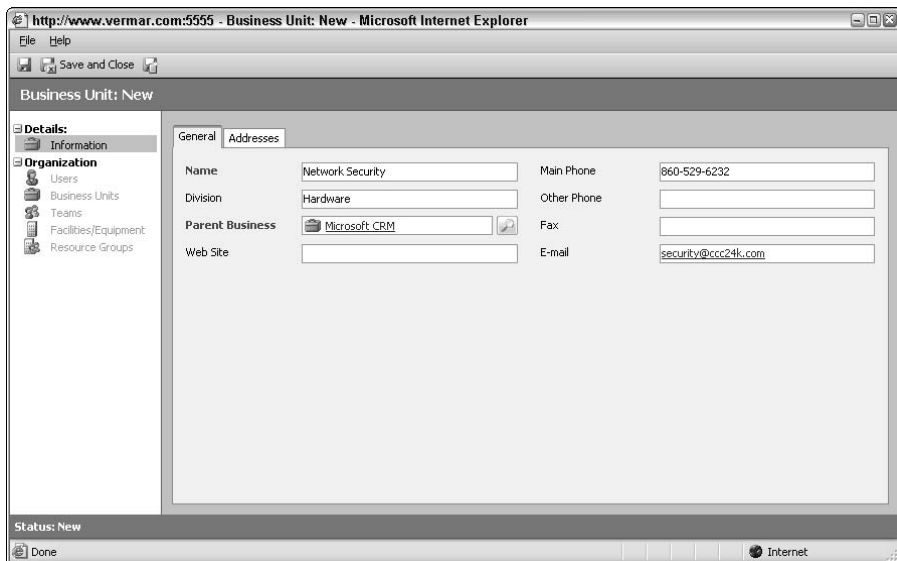 http://www.vermar.com:5555 - Business Unit: New - Microsoft Internet Explorer
File Help
Save and Close
Business Unit: New
Details:
Information
Organization
Users
Business Units
Teams
Facilities/Equipment
Resource Groups
General Addresses
Name Network Security Main Phone 860-529-6232
Division Hardware Other Phone
Parent Business Microsoft CRM Fax
Web Site E-mail security@ccc24k.com
Status: New
Done Internet